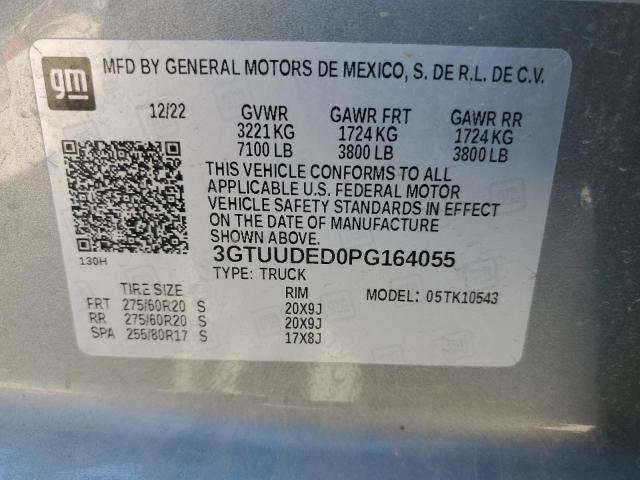 gm MFD BY GENERAL MOTORS DE MEXICO, S. DE R.L. DE C.V.
12/22 GVWR GAWR FRT GAWR RR
3221 KG 1724 KG 1724 KG
7100 LB 3800 LB 3800 LB
THIS VEHICLE CONFORMS TO ALL
APPLICABLE U.S. FEDERAL MOTOR
VEHICLE SAFETY STANDARDS IN EFFECT
ON THE DATE OF MANUFACTURE
SHOWN ABOVE.
3GTUUDED0PG164055
130H
TYPE: TRUCK
TIRE SIZE RIM MODEL: 05TK10543
FRT 275/60R20 S 20X9J
RR 275/60R20 S 20X9J
SPA 255/80R17 S 17X8J